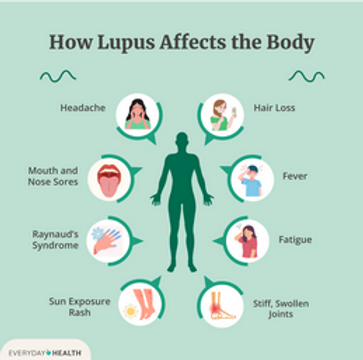 How Lupus Affects the Body
Headache
Hair Loss
Mouth and
Nose Sores
Fever
Raynaud's
Syndrome
Fatigue
Sun Exposure
Rash
Stiff, Swollen
Joints
EVERYDAY HEALTH